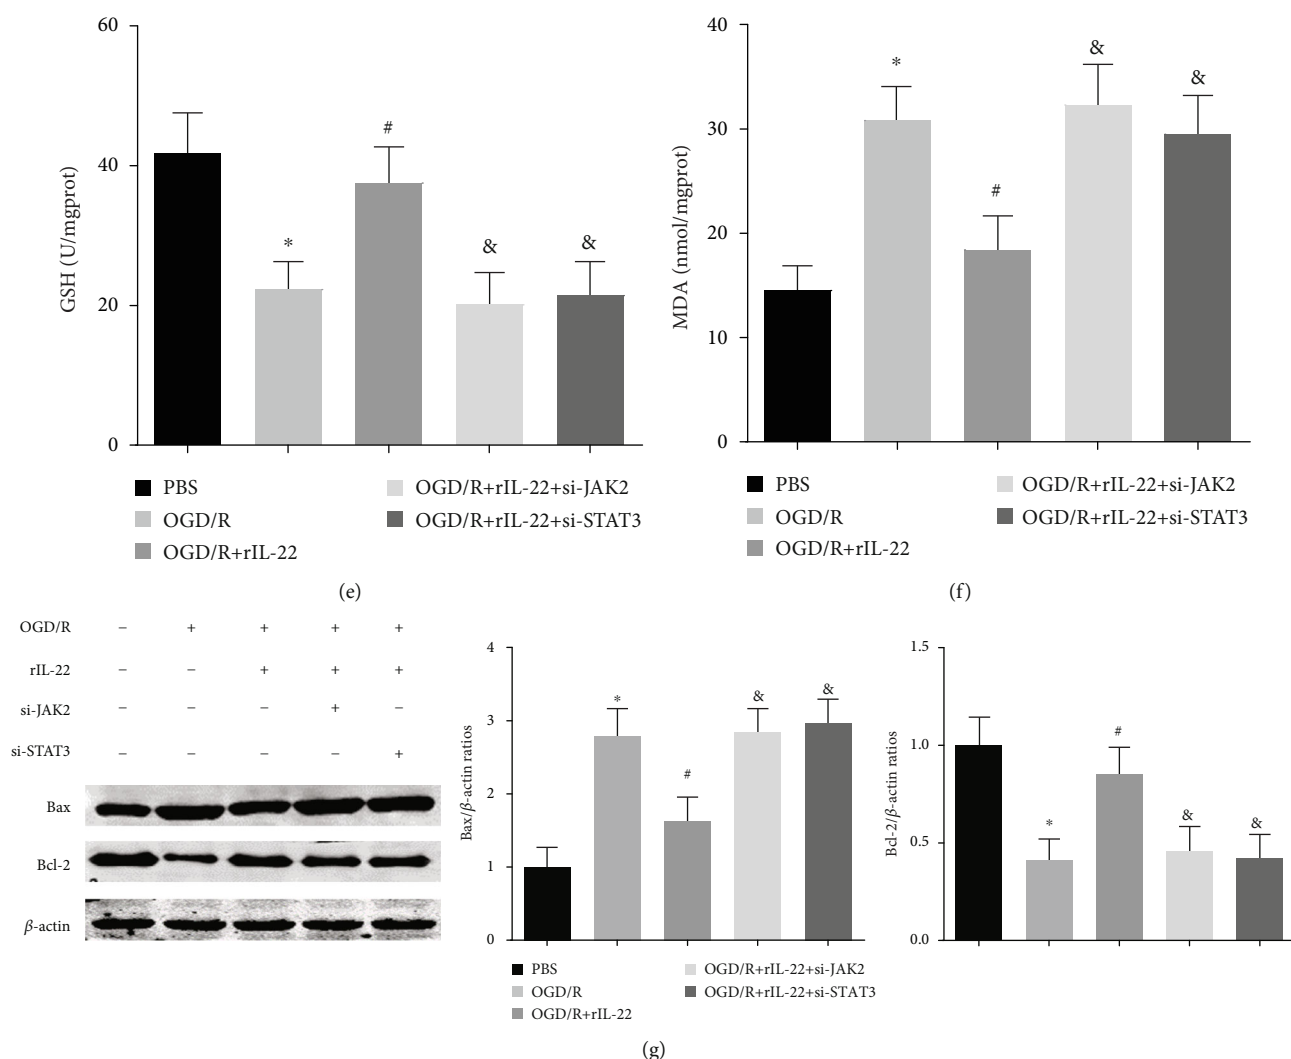 60
40
20
0
GSH (U/mgprot)
*
#
&
&
PBS
OGD/R
OGD/R+rIL-22
OGD/R+rIL-22+si-JAK2
OGD/R+rIL-22+si-STAT3
(e)
40
30
20
10
0
MDA (nmol/mgprot)
*
#
&
&
PBS
OGD/R
OGD/R+rIL-22
OGD/R+rIL-22+si-JAK2
OGD/R+rIL-22+si-STAT3
(f)
OGD/R – + + + +
rIL-22 – – + + +
si-JAK2 – – – + –
si-STAT3 – – – – +
Bax
Bcl-2
β-actin
4
3
2
1
0
Bax/β-actin ratios
*
#
&
&
PBS
OGD/R
OGD/R+rIL-22
OGD/R+rIL-22+si-JAK2
OGD/R+rIL-22+si-STAT3
1.5
1.0
0.5
0.0
Bcl-2/β-actin ratios
*
#
&
&
(g)